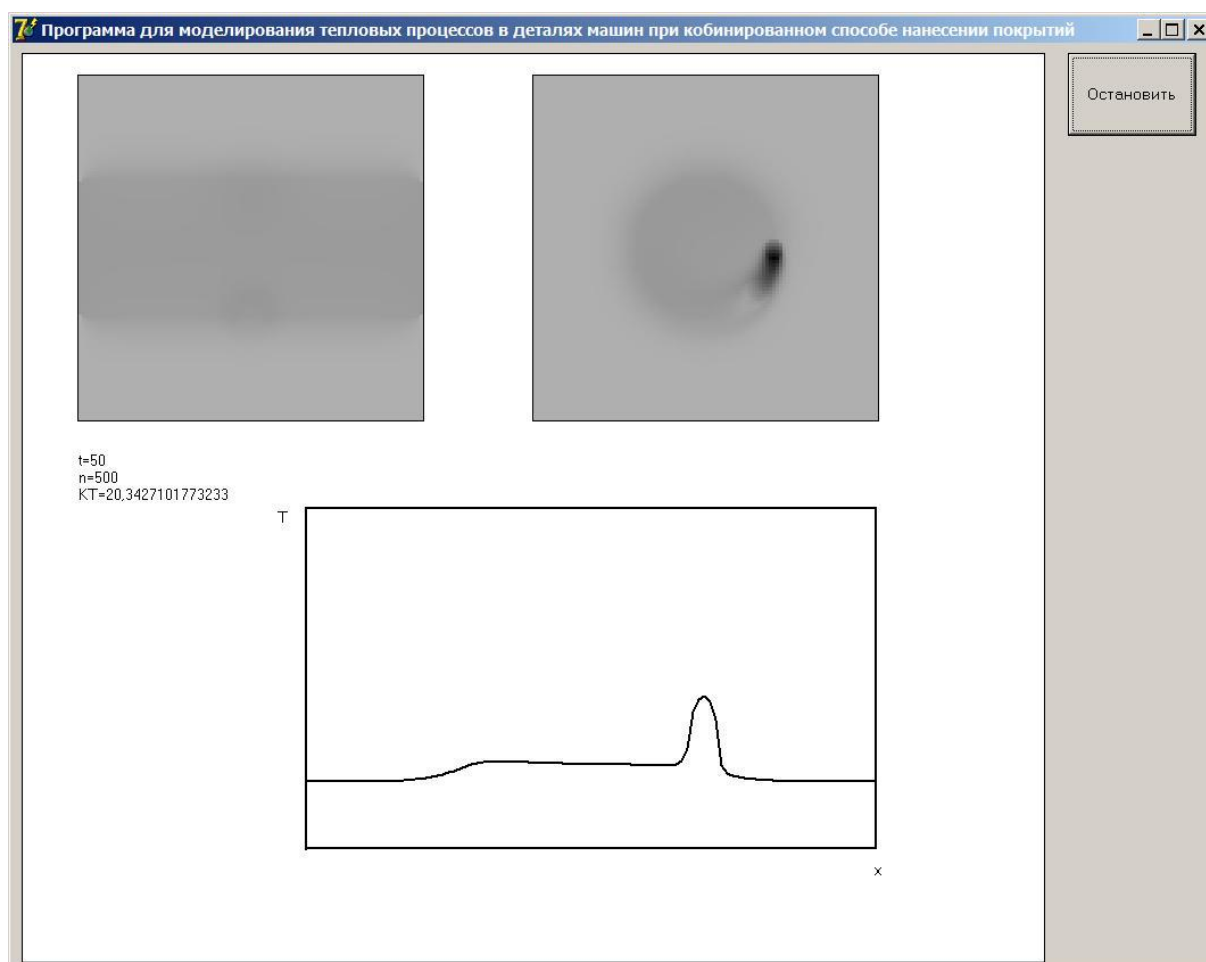 Программа для моделирования тепловых процессов в деталях машин при кобинированном способе нанесении покрытий
Остановить
t=50
n=500
KT=20,3427101773233
T
x